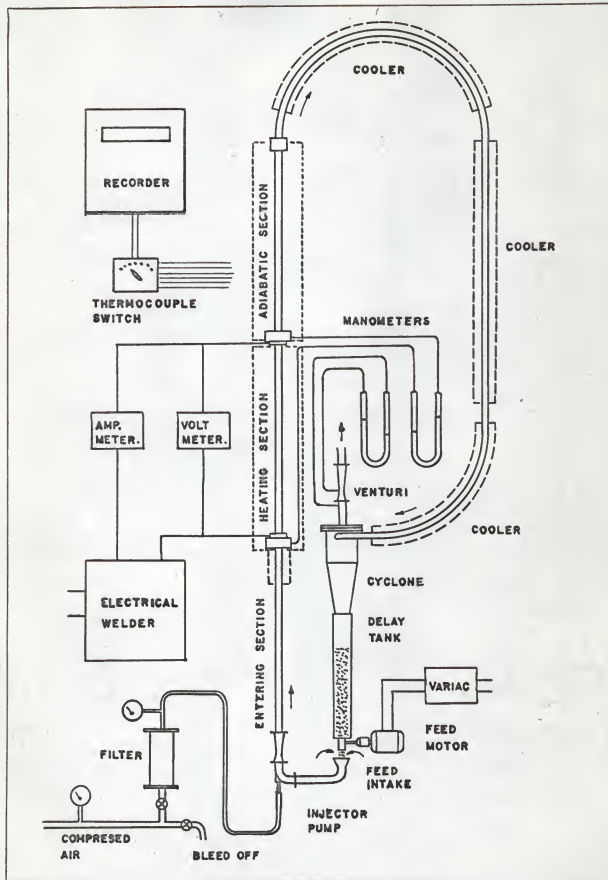 COOLER
RECORDER
THERMOCOUPLE
SWITCH
ADIABATIC SECTION
COOLER
MANOMETERS
AMP.
METER.
VOLT
METER.
HEATING SECTION
VENTURI
COOLER
CYCLONE
ELECTRICAL
WELDER
DELAY
TANK
ENTERING SECTION
VARIAC
FEED
MOTOR
FILTER
FEED
INTAKE
INJECTOR
PUMP
COMPRESED
AIR
BLEED OFF